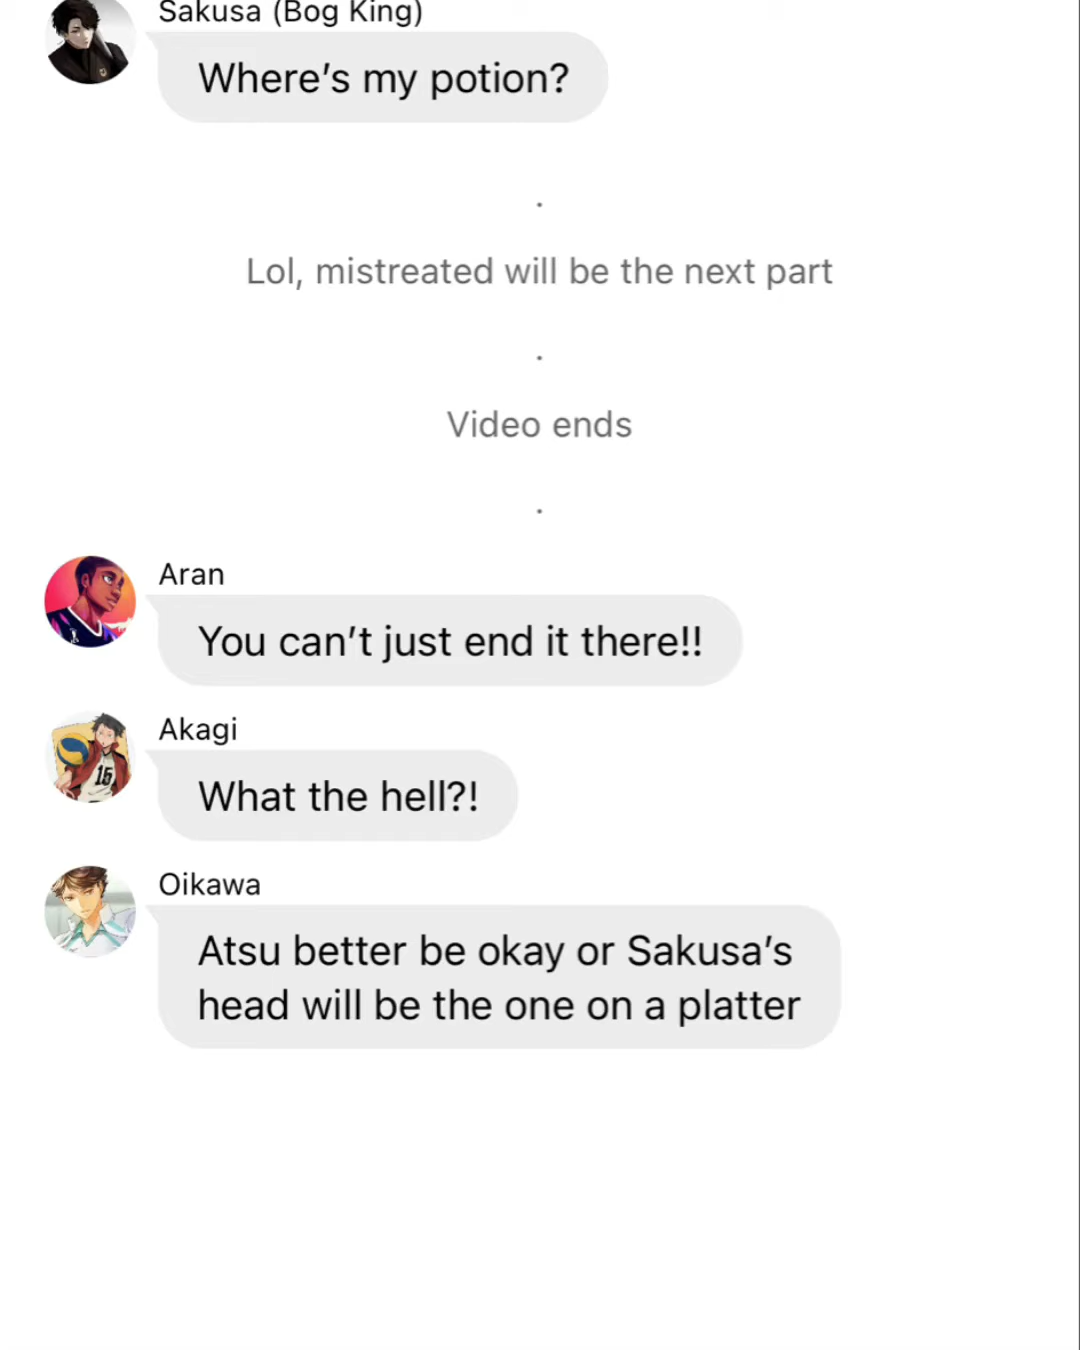 Sakusa (Bog King)
Where's my potion?
.
Lol, mistreated will be the next part
.
Video ends
.
Aran
You can't just end it there!!
Akagi
15
What the hell?!
Oikawa
Atsu better be okay or Sakusa's
head will be the one on a platter